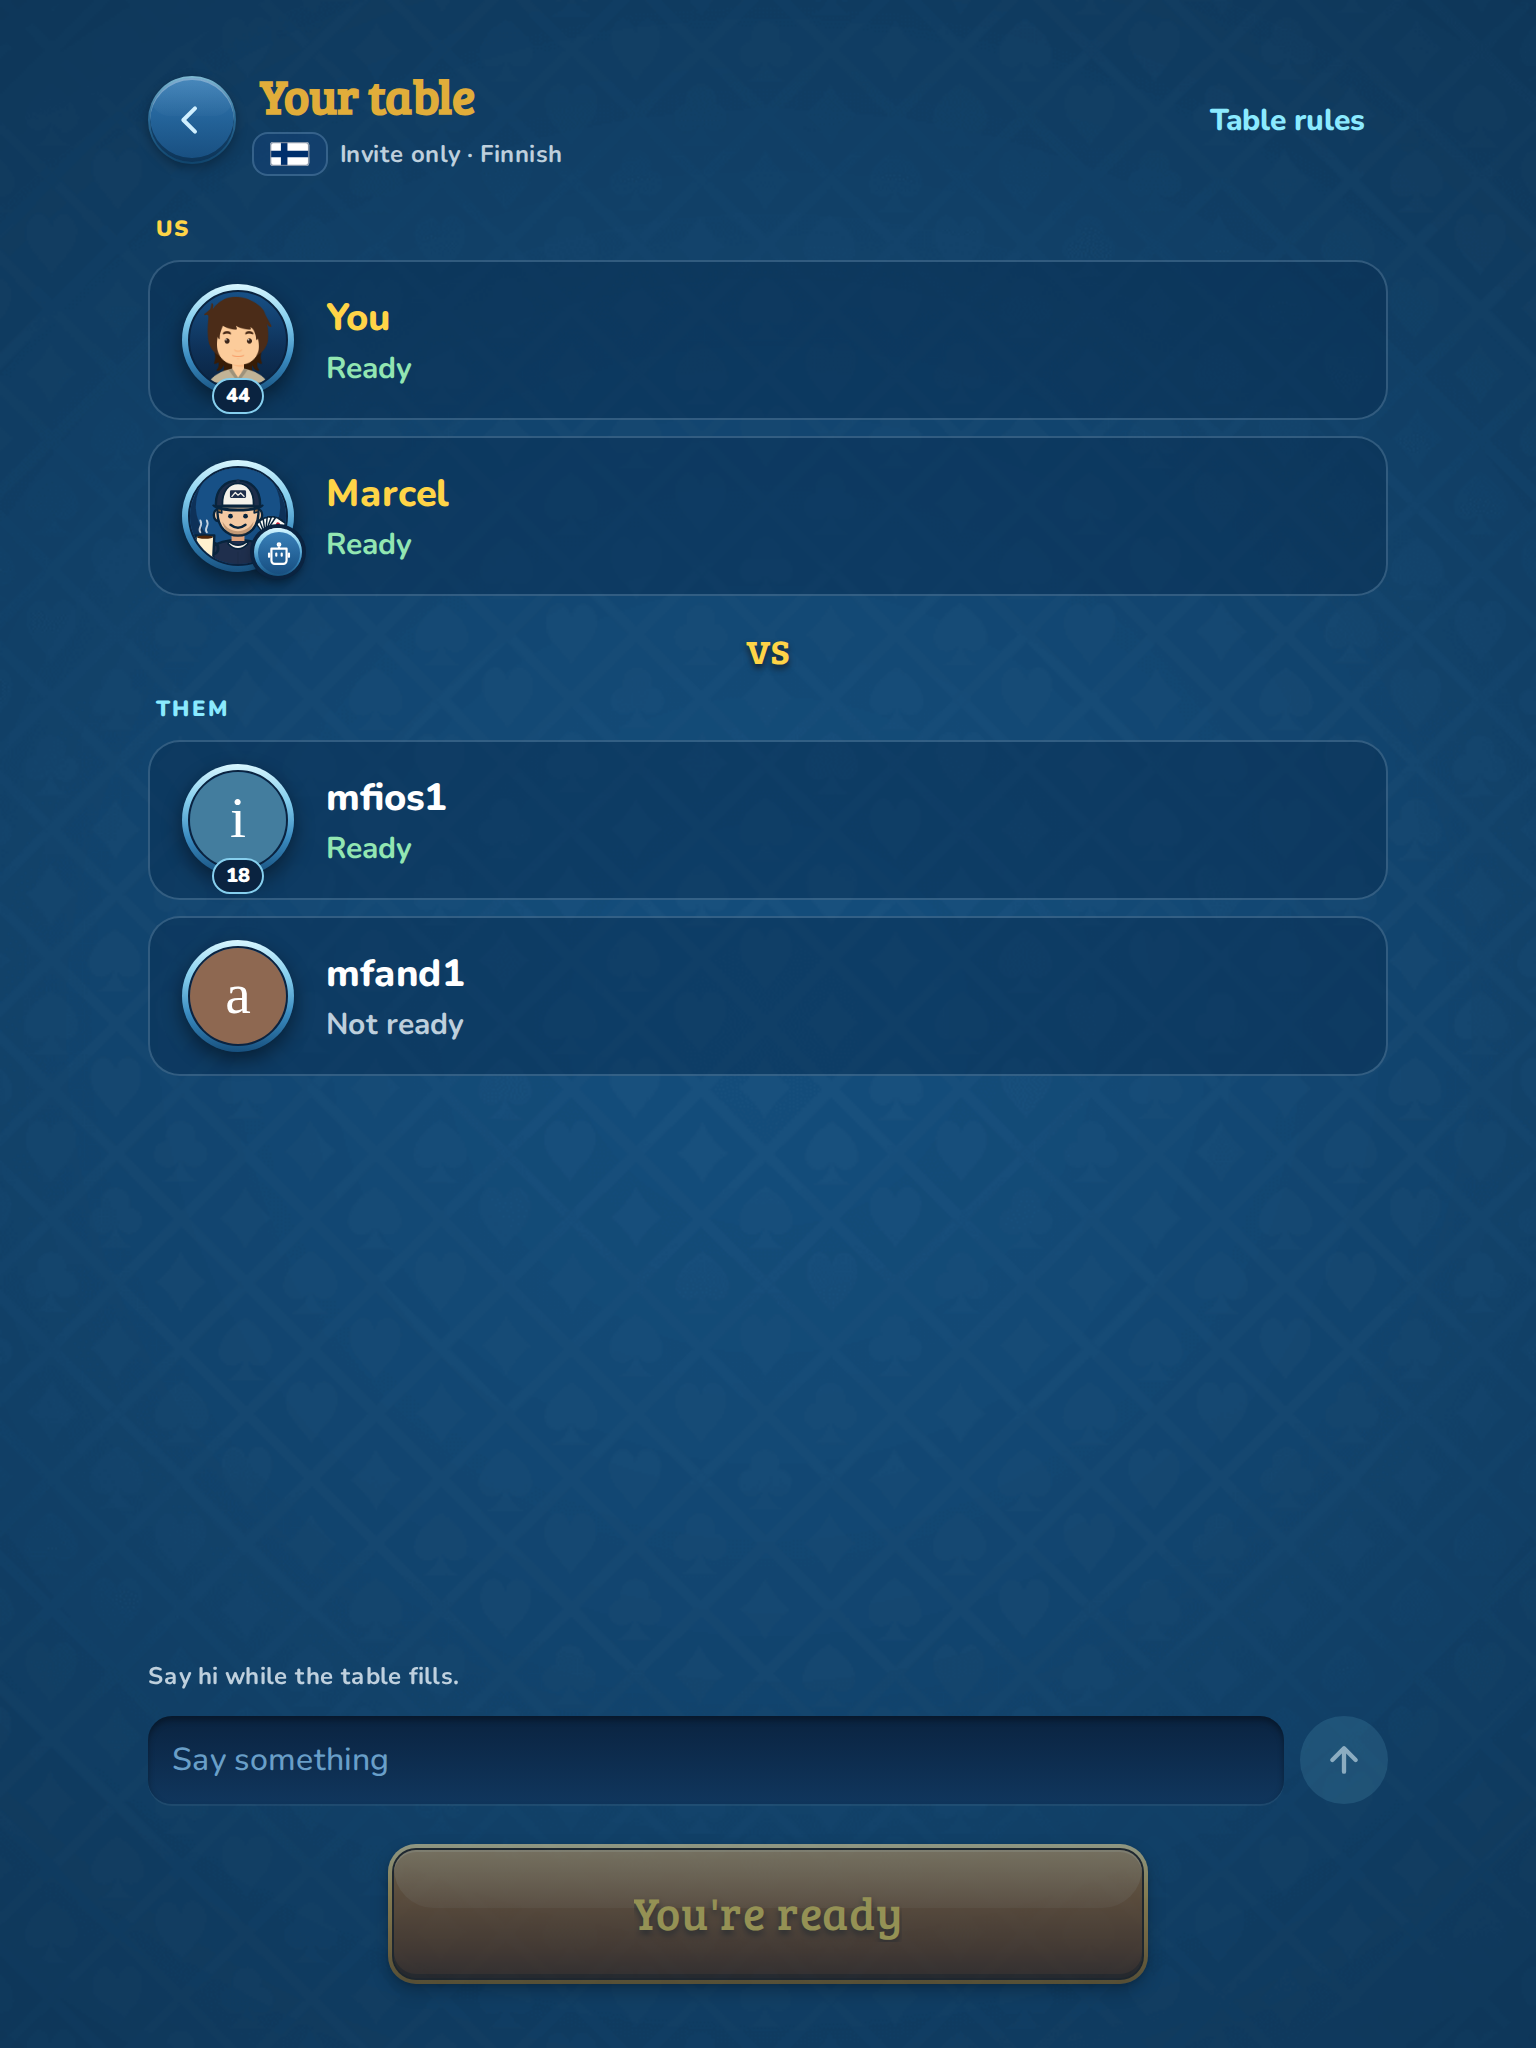 Your table
Invite only · Finnish
Table rules
US
You
Ready
44
Marcel
Ready
VS
THEM
i
mfios1
Ready
18
a
mfand1
Not ready
Say hi while the table fills.
Say something
You're ready